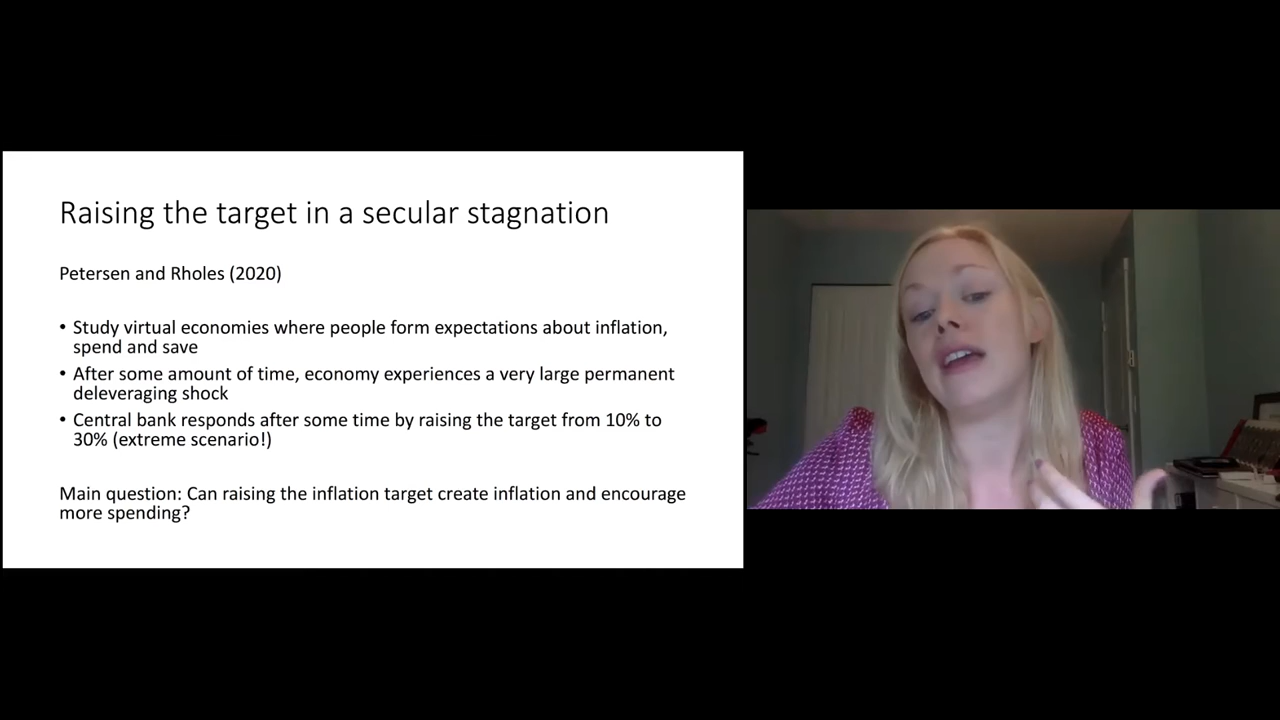 Raising the target in a secular stagnation
Petersen and Rholes (2020)
• Study virtual economies where people form expectations about inflation,
spend and save
• After some amount of time, economy experiences a very large permanent
deleveraging shock
• Central bank responds after some time by raising the target from 10% to
30% (extreme scenario!)
Main question: Can raising the inflation target create inflation and encourage
more spending?